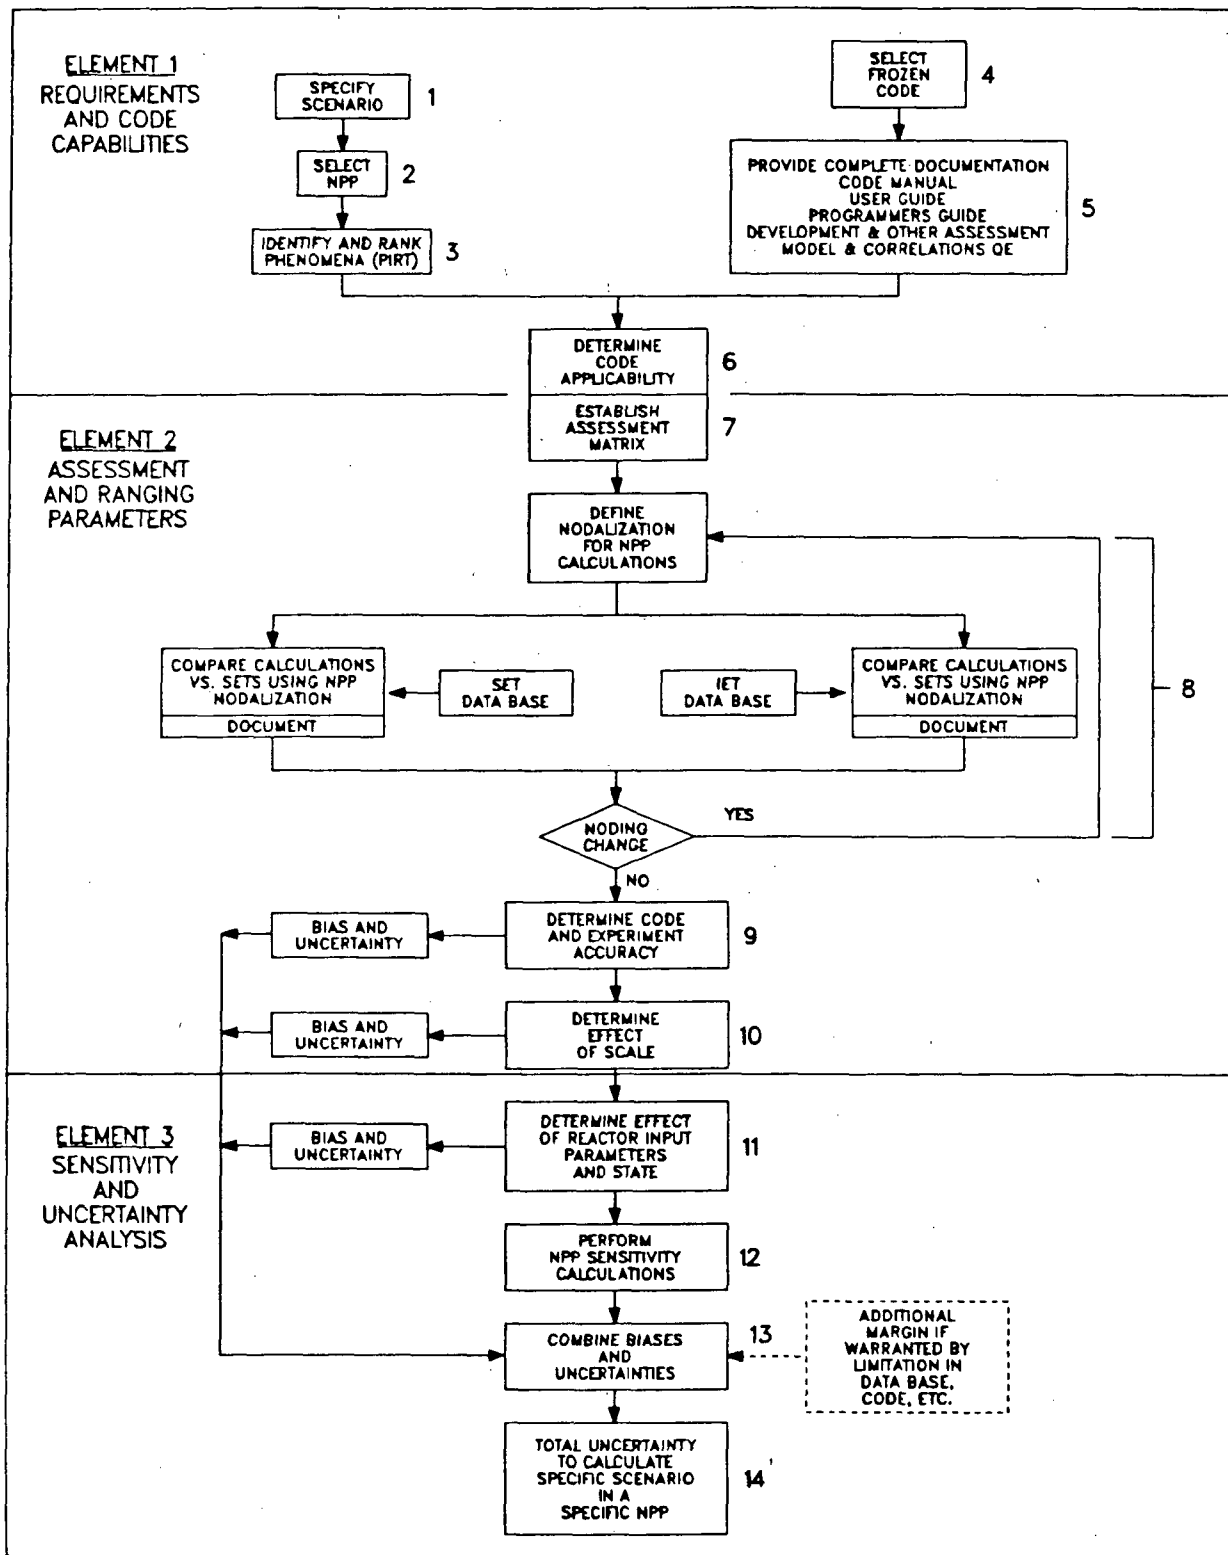 ELEMENT 1
REQUIREMENTS
AND CODE
CAPABILITIES
SPECIFY
SCENARIO
1
SELECT
NPP
2
IDENTIFY AND RANK
PHENOMENA (PIRT)
3
SELECT
FROZEN
CODE
4
PROVIDE COMPLETE DOCUMENTATION
CODE MANUAL
USER GUIDE
PROGRAMMERS GUIDE
DEVELOPMENT & OTHER ASSESSMENT
MODEL & CORRELATIONS QE
5
DETERMINE
CODE
APPLICABILITY
6
ELEMENT 2
ASSESSMENT
AND RANGING
PARAMETERS
ESTABLISH
ASSESSMENT
MATRIX
7
DEFINE
NODALIZATION
FOR NPP
CALCULATIONS
COMPARE CALCULATIONS
VS. SETS USING NPP
NODALIZATION
DOCUMENT
SET
DATA BASE
IET
DATA BASE
COMPARE CALCULATIONS
VS. SETS USING NPP
NODALIZATION
DOCUMENT
8
NODING
CHANGE
YES
NO
BIAS AND
UNCERTAINTY
DETERMINE CODE
AND EXPERIMENT
ACCURACY
9
BIAS AND
UNCERTAINTY
DETERMINE
EFFECT
OF SCALE
10
ELEMENT 3
SENSITIVITY
AND
UNCERTAINTY
ANALYSIS
BIAS AND
UNCERTAINTY
DETERMINE EFFECT
OF REACTOR INPUT
PARAMETERS
AND STATE
11
PERFORM
NPP SENSITIVITY
CALCULATIONS
12
COMBINE BIASES
AND
UNCERTAINTIES
13
ADDITIONAL
MARGIN IF
WARRANTED BY
LIMITATION IN
DATA BASE,
CODE, ETC.
TOTAL UNCERTAINTY
TO CALCULATE
SPECIFIC SCENARIO
IN A
SPECIFIC NPP
14